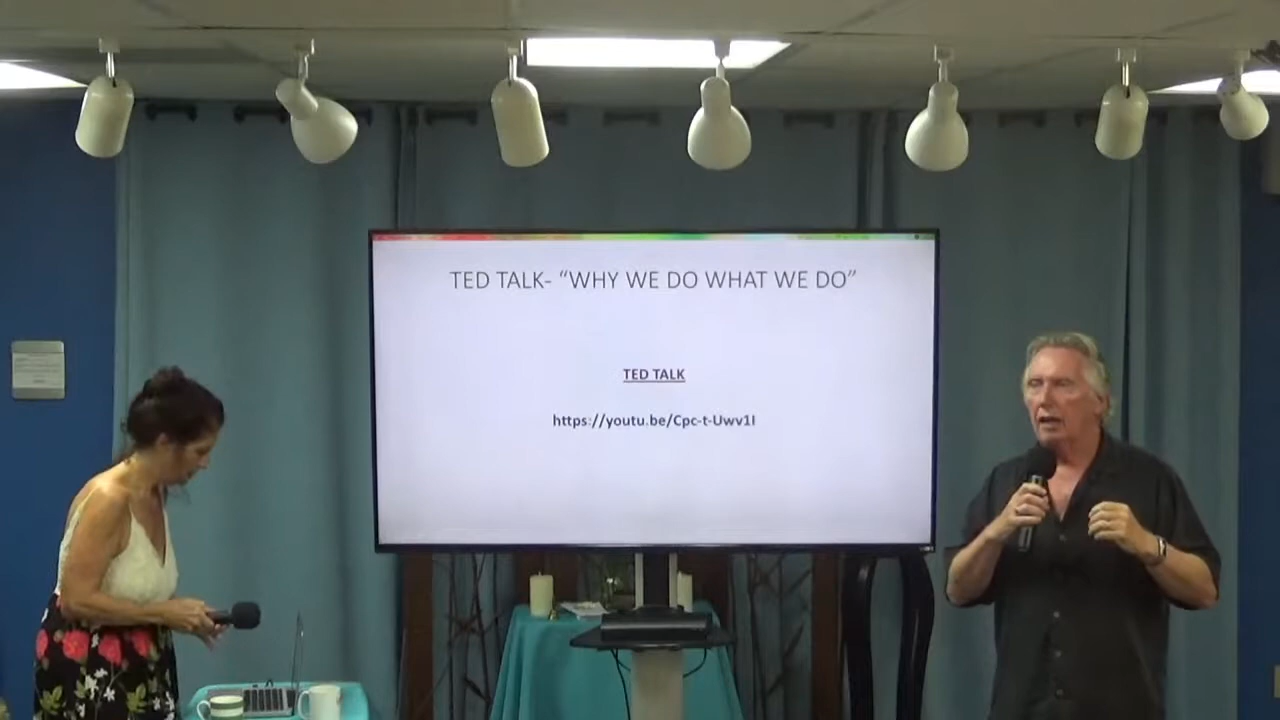 TED TALK- “WHY WE DO WHAT WE DO”
TED TALK
https://youtu.be/Cpc-t-Uwv1I